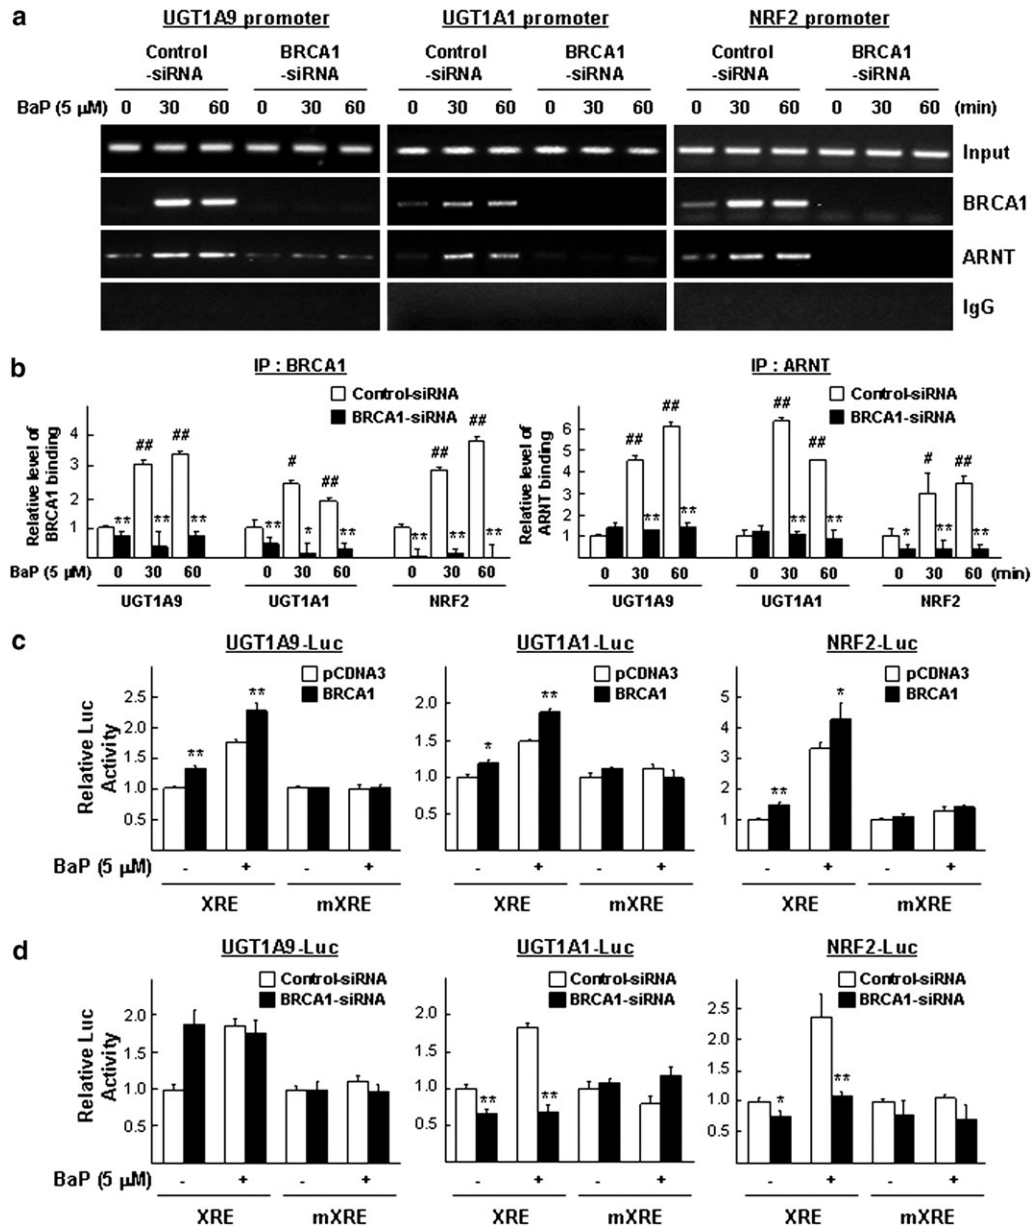 a
UGT1A9 promoter UGT1A1 promoter NRF2 promoter
Control BRCA1 Control BRCA1 Control BRCA1
-siRNA -siRNA -siRNA -siRNA -siRNA -siRNA
BaP (5 µM) 0 30 60 0 30 60 0 30 60 0 30 60 0 30 60 0 30 60 (min)
Input
BRCA1
ARNT
IgG
b
IP : BRCA1
Control-siRNA
BRCA1-siRNA
Relative level of
BRCA1 binding
4
3
2
1
## ## # ## ## ##
** ** ** ** * ** ** ** **
BaP (5 µM) 0 30 60 0 30 60 0 30 60
UGT1A9 UGT1A1 NRF2
IP : ARNT
Control-siRNA
BRCA1-siRNA
Relative level of
ARNT binding
6
5
4
3
2
1
## ## ## ## # ##
** ** ** ** * ** **
0 30 60 0 30 60 0 30 60 (min)
UGT1A9 UGT1A1 NRF2
c
UGT1A9-Luc
pCDNA3
BRCA1
Relative Luc
Activity
2.5
2.0
1.5
1.0
0.5
** **
BaP (5 µM) - + - +
XRE mXRE
UGT1A1-Luc
pCDNA3
BRCA1
2.0
1.5
1.0
0.5
* **
- + - +
XRE mXRE
NRF2-Luc
pCDNA3
BRCA1
5
4
3
2
1
** *
- + - +
XRE mXRE
d
UGT1A9-Luc
Control-siRNA
BRCA1-siRNA
Relative Luc
Activity
2.0
1.5
1.0
0.5
BaP (5 µM) - + - +
XRE mXRE
UGT1A1-Luc
Control-siRNA
BRCA1-siRNA
2.0
1.5
1.0
0.5
** **
- + - +
XRE mXRE
NRF2-Luc
Control-siRNA
BRCA1-siRNA
2.5
2.0
1.5
1.0
0.5
* **
- + - +
XRE mXRE